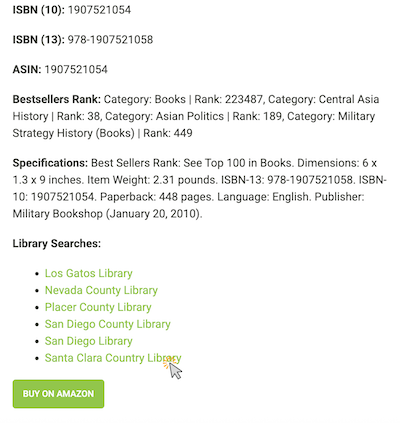 ISBN (10): 1907521054
ISBN (13): 978-1907521058
ASIN: 1907521054
Bestsellers Rank: Category: Books | Rank: 223487, Category: Central Asia
History | Rank: 38, Category: Asian Politics | Rank: 189, Category: Military
Strategy History (Books) | Rank: 449
Specifications: Best Sellers Rank: See Top 100 in Books. Dimensions: 6 x
1.3 x 9 inches. Item Weight: 2.31 pounds. ISBN-13: 978-1907521058. ISBN-
10: 1907521054. Paperback: 448 pages. Language: English. Publisher:
Military Bookshop (January 20, 2010).
Library Searches:
Los Gatos Library
Nevada County Library
Placer County Library
San Diego County Library
San Diego Library
Santa Clara Country Library
BUY ON AMAZON